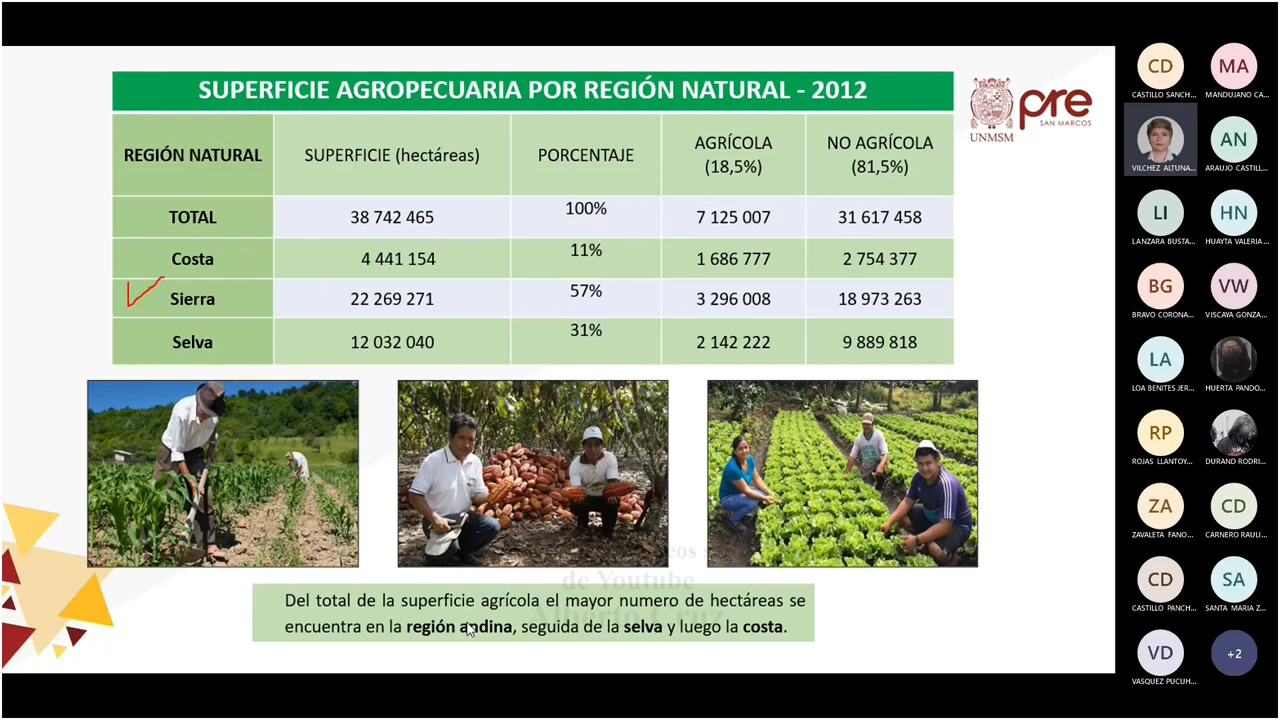 SUPERFICIE AGROPECUARIA POR REGIÓN NATURAL - 2012
REGIÓN NATURAL SUPERFICIE (hectáreas) PORCENTAJE AGRÍCOLA (18,5%) NO AGRÍCOLA (81,5%)
TOTAL 38 742 465 100% 7 125 007 31 617 458
Costa 4 441 154 11% 1 686 777 2 754 377
Sierra 22 269 271 57% 3 296 008 18 973 263
Selva 12 032 040 31% 2 142 222 9 889 818
UNMSM
pre
SAN MARCOS
de Youtube
Alberto Cruz
Del total de la superficie agrícola el mayor numero de hectáreas se
encuentra en la región andina, seguida de la selva y luego la costa.
CD
CASTILLO SANCH...
MA
MANDUJANO CA...
VILCHEZ ALTUNA...
AN
ARAUJO CASTILL...
LI
LANZARA BUSTA...
HN
HUAYTA VALERIA ...
BG
BRAVO CORONA...
VW
VISCAYA GONZA...
LA
LOA BENITES JER...
HUERTA PANDO...
RP
ROJAS LLANTOY...
DURAND RODRI...
ZA
ZAVALETA FANO...
CD
CARNERO RAULI...
CD
CASTILLO PANCH...
SA
SANTA MARIA Z...
VD
VASQUEZ PUCUH...
+2